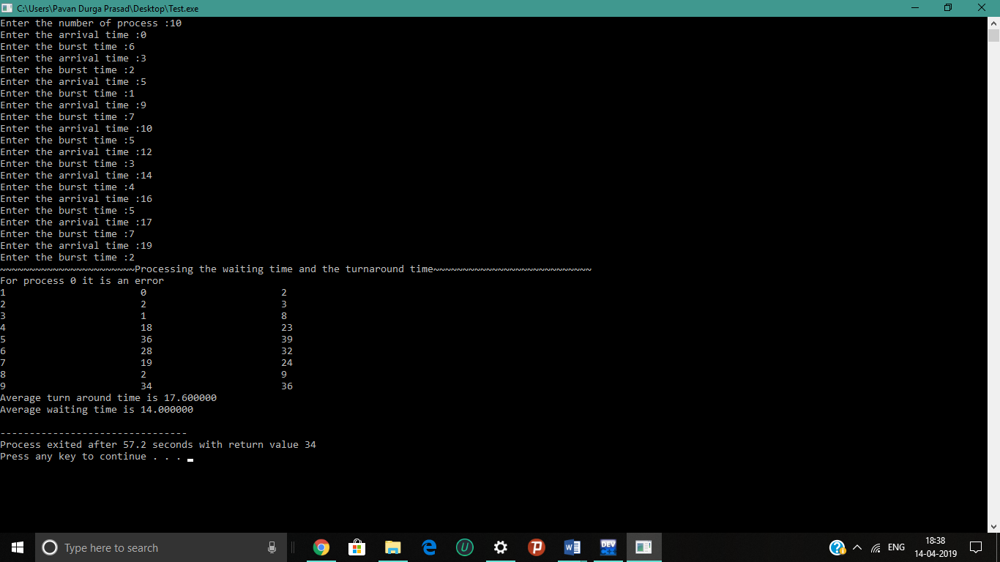 C:\Users\Pavan Durga Prasad\Desktop\Test.exe
Enter the number of process :10
Enter the arrival time :0
Enter the burst time :6
Enter the arrival time :3
Enter the burst time :2
Enter the arrival time :5
Enter the burst time :1
Enter the arrival time :9
Enter the burst time :7
Enter the arrival time :10
Enter the burst time :5
Enter the arrival time :12
Enter the burst time :3
Enter the arrival time :14
Enter the burst time :4
Enter the arrival time :16
Enter the burst time :5
Enter the arrival time :17
Enter the burst time :7
Enter the arrival time :19
Enter the burst time :2
~~~~~~~~~~~~~~~~~~~~~~~Processing the waiting time and the turnaround time~~~~~~~~~~~~~~~~~~~~~~~~~~~
For process 0 it is an error
1 0 2
2 2 3
3 1 8
4 18 23
5 36 39
6 28 32
7 19 24
8 2 9
9 34 36
Average turn around time is 17.600000
Average waiting time is 14.000000
--------------------------------
Process exited after 57.2 seconds with return value 34
Press any key to continue . . .
Type here to search
DEV
ENG
18:38
14-04-2019